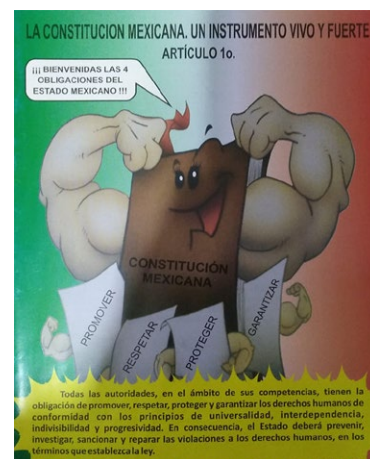 LA CONSTITUCION MEXICANA. UN INSTRUMENTO VIVO Y FUERTE
ARTÍCULO 1o.
¡¡¡ BIENVENIDAS LAS 4
OBLIGACIONES DEL
ESTADO MEXICANO !!!
CONSTITUCIÓN
MEXICANA
PROMOVER
RESPETAR
PROTEGER
GARANTIZAR
Todas las autoridades, en el ámbito de sus competencias, tienen la
obligación de promover, respetar, proteger y garantizar los derechos humanos de
conformidad con los principios de universalidad, interdependencia,
indivisibilidad y progresividad. En consecuencia, el Estado deberá prevenir,
investigar, sancionar y reparar las violaciones a los derechos humanos, en los
términos que establezca la ley.